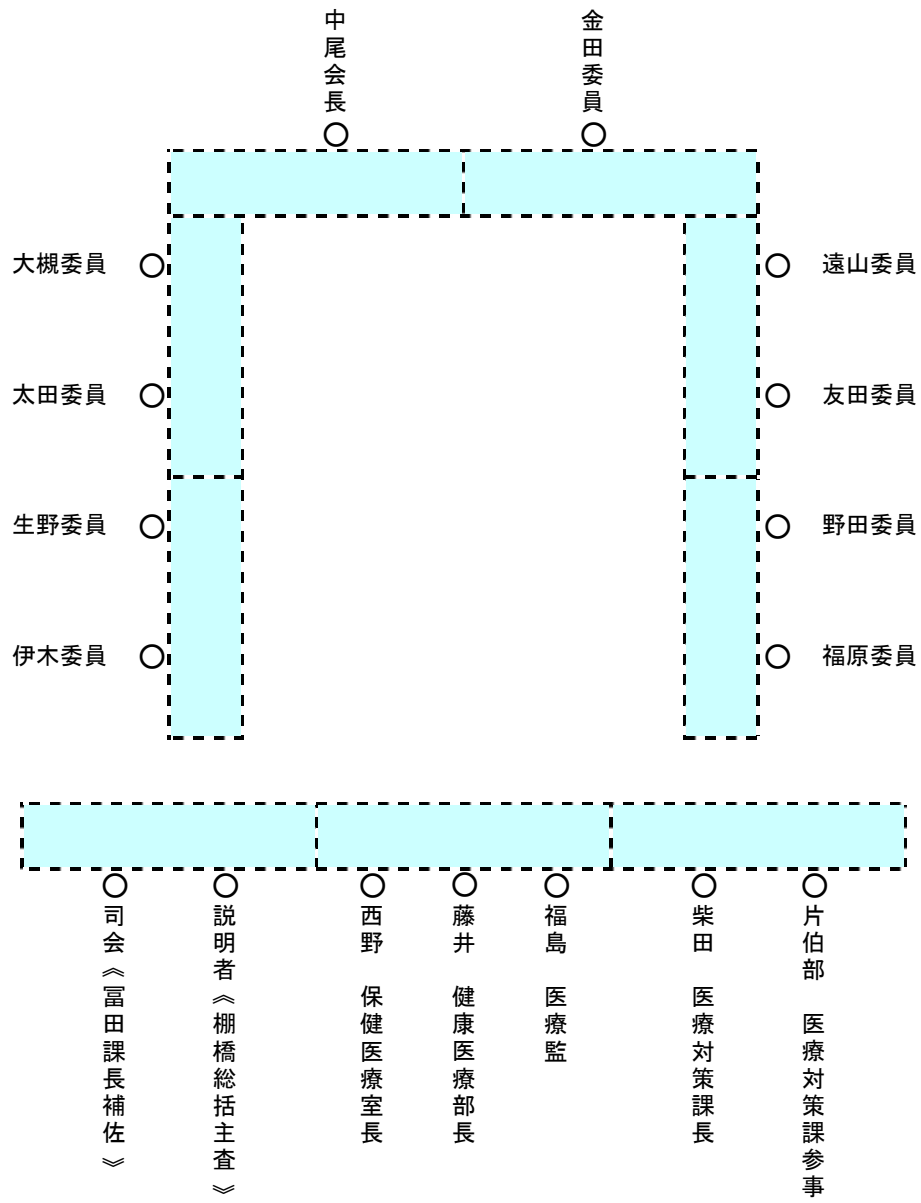 中尾会長
金田委員
大槻委員
遠山委員
太田委員
友田委員
生野委員
野田委員
伊木委員
福原委員
司会《冨田課長補佐》
説明者《棚橋総括主査》
西野　保健医療室長
藤井　健康医療部長
福島　医療監
柴田　医療対策課長
片伯部　医療対策課参事